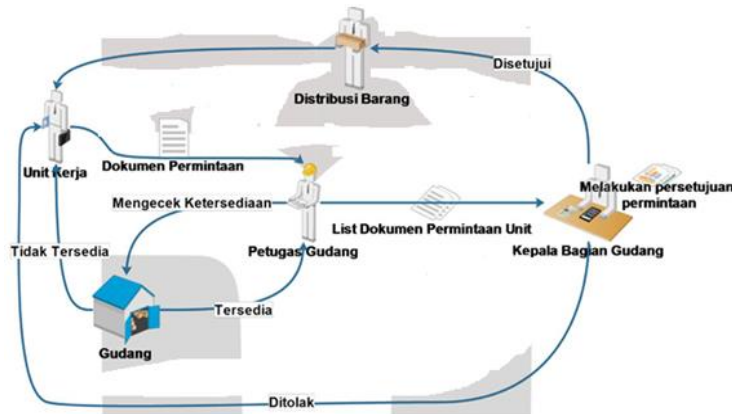 Disetujui
Distribusi Barang
Unit Kerja
Dokumen Permintaan
Melakukan persetujuan
permintaan
Mengecek Ketersediaan
List Dokumen Permintaan Unit
Petugas Gudang
Kepala Bagian Gudang
Tidak Tersedia
Tersedia
Gudang
Ditolak